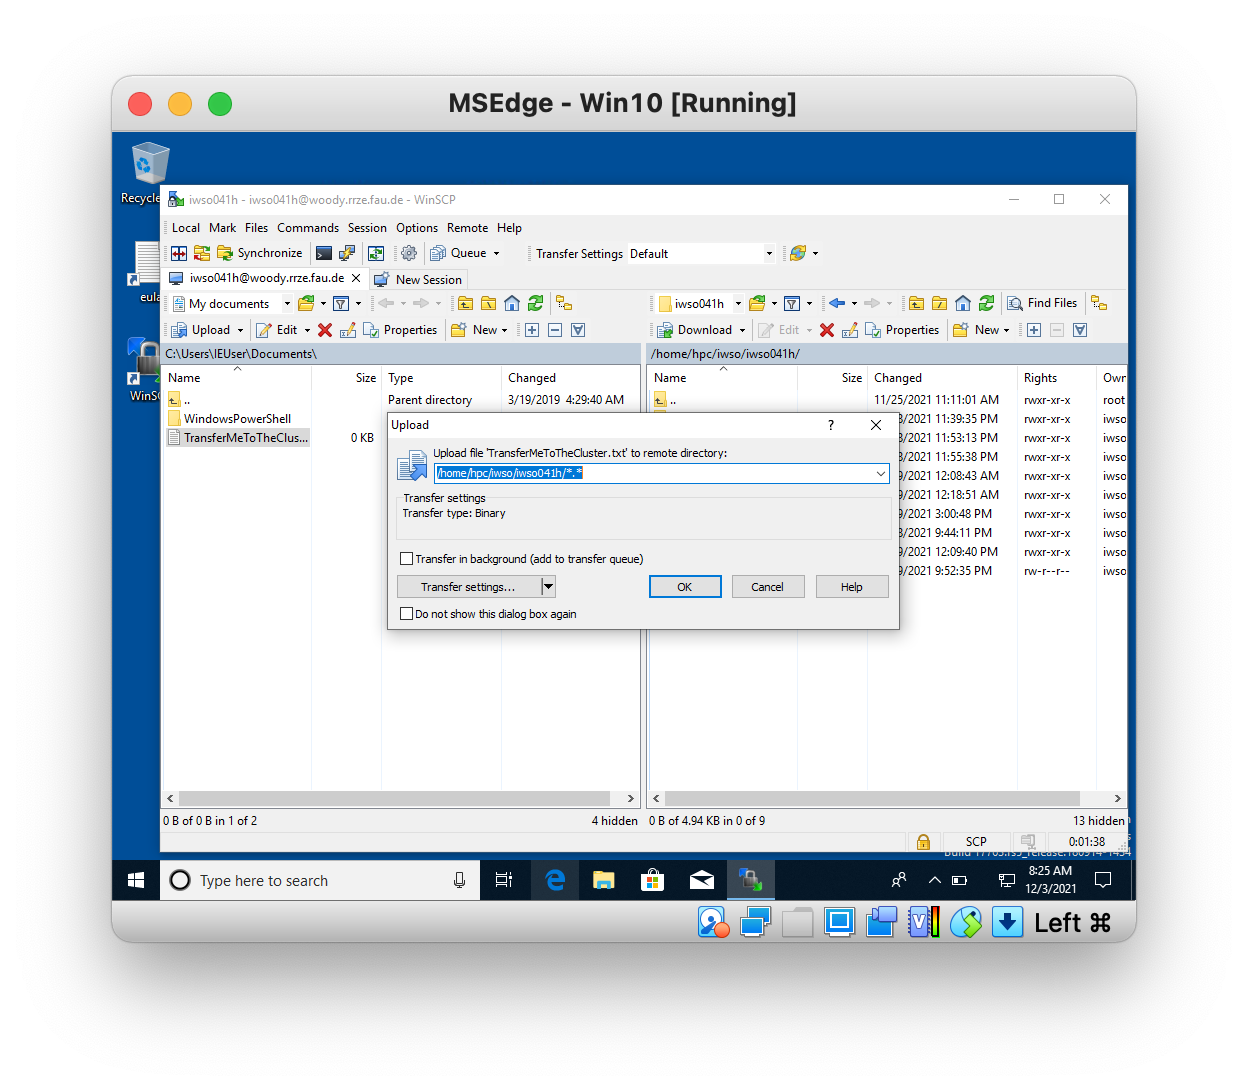 MSEdge - Win10 [Running]
Recycle
eula
WinSC
iwso041h - iwso041h@woody.rrze.fau.de - WinSCP
Local Mark Files Commands Session Options Remote Help
Synchronize Queue Transfer Settings Default
iwso041h@woody.rrze.fau.de New Session
My documents iwso041h Find Files
Upload Edit Properties New Download Edit Properties New
C:\Users\IEUser\Documents\ /home/hpc/iwso/iwso041h/
Name Size Type Changed Name Size Changed Rights Own
.. Parent directory 3/19/2019 4:29:40 AM .. 11/25/2021 11:11:01 AM rwxr-xr-x root
WindowsPowerShell 8/2021 11:39:35 PM rwxr-xr-x iwso
TransferMeToTheClus... 0 KB 8/2021 11:53:13 PM rwxr-xr-x iwso
8/2021 11:55:38 PM rwxr-xr-x iwso
9/2021 12:08:43 AM rwxr-xr-x iwso
9/2021 12:18:51 AM rwxr-xr-x iwso
9/2021 3:00:48 PM rwxr-xr-x iwso
8/2021 9:44:11 PM rwxr-xr-x iwso
9/2021 12:09:40 PM rwxr-xr-x iwso
9/2021 9:52:35 PM rw-r--r-- iwso
Upload ?
Upload file 'TransferMeToTheCluster.txt' to remote directory:
/home/hpc/iwso/iwso041h/*.*
Transfer settings
Transfer type: Binary
Transfer in background (add to transfer queue)
Transfer settings... OK Cancel Help
Do not show this dialog box again
0 B of 0 B in 1 of 2 4 hidden 0 B of 4.94 KB in 0 of 9 13 hidden
SCP 0:01:38
Type here to search 8:25 AM
12/3/2021
Left ⌘